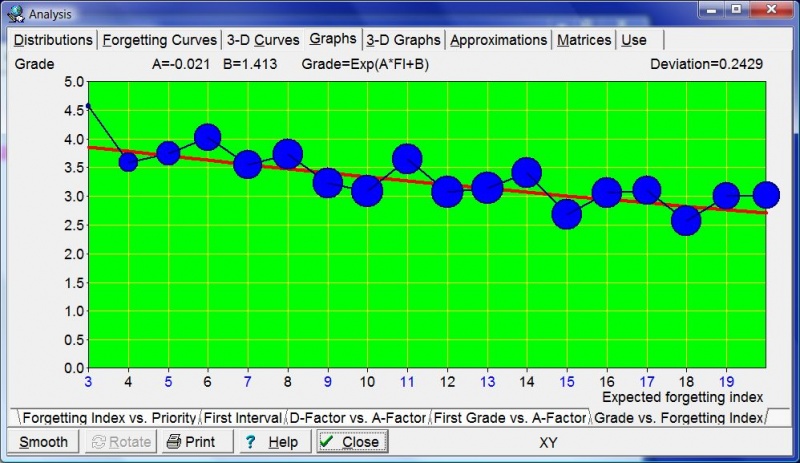 Analysis
Distributions Forgetting Curves 3-D Curves Graphs 3-D Graphs Approximations Matrices Use
Grade A=-0.021 B=1.413 Grade=Exp(A*FI+B) Deviation=0.2429
5.0
4.5
4.0
3.5
3.0
2.5
2.0
1.5
1.0
0.5
0.0
3 4 5 6 7 8 9 10 11 12 13 14 15 16 17 18 19
Expected forgetting index
Forgetting Index vs. Priority First Interval D-Factor vs. A-Factor First Grade vs. A-Factor Grade vs. Forgetting Index
Smooth Rotate Print ? Help Close XY